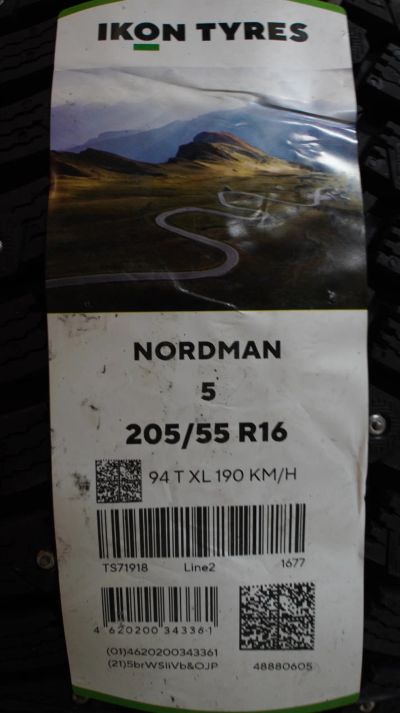 IKON TYRES
NORDMAN
5
205/55 R16
94 T XL 190 KM/H
TS71918 Line2 1677
4 620200 343361
(01)4620200343361
(21)5brWSliVb&OJP 48880605